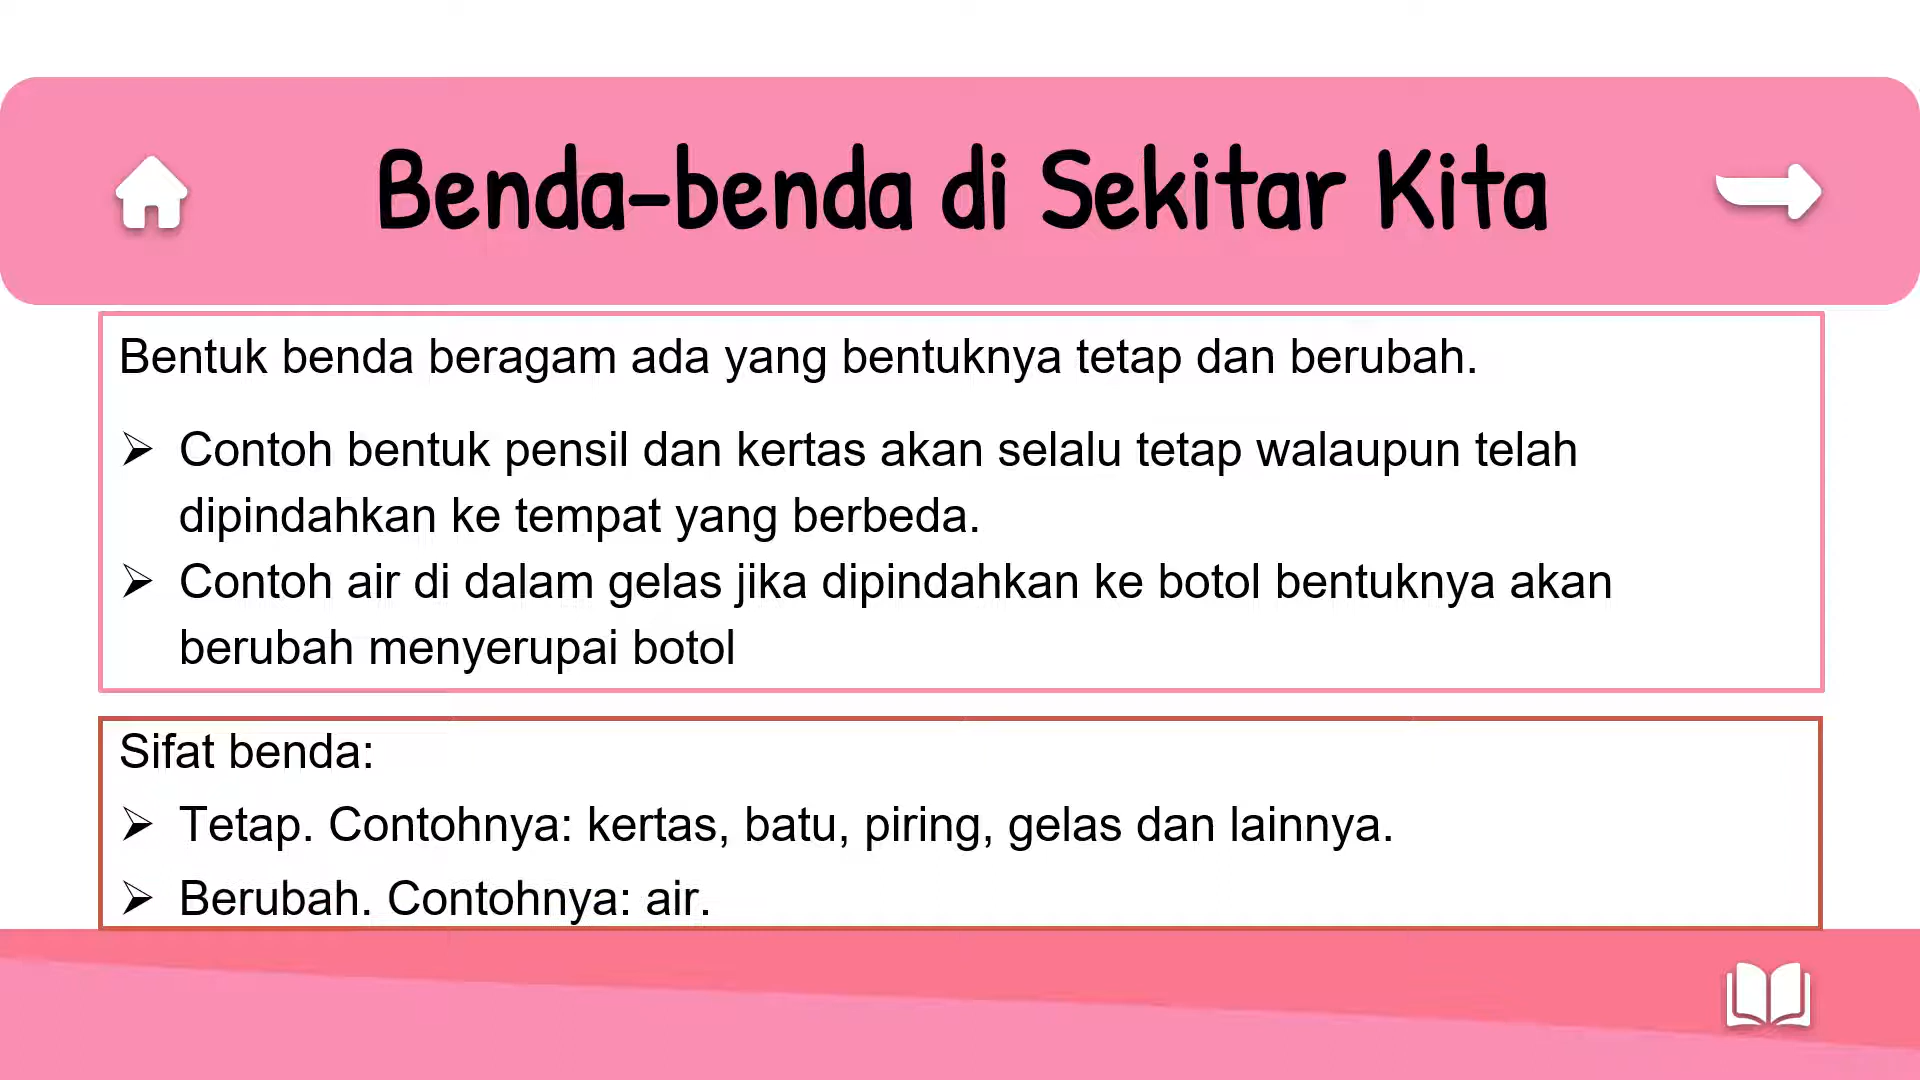 Benda-benda di Sekitar Kita
Bentuk benda beragam ada yang bentuknya tetap dan berubah.
➢ Contoh bentuk pensil dan kertas akan selalu tetap walaupun telah
dipindahkan ke tempat yang berbeda.
➢ Contoh air di dalam gelas jika dipindahkan ke botol bentuknya akan
berubah menyerupai botol
Sifat benda:
➢ Tetap. Contohnya: kertas, batu, piring, gelas dan lainnya.
➢ Berubah. Contohnya: air.